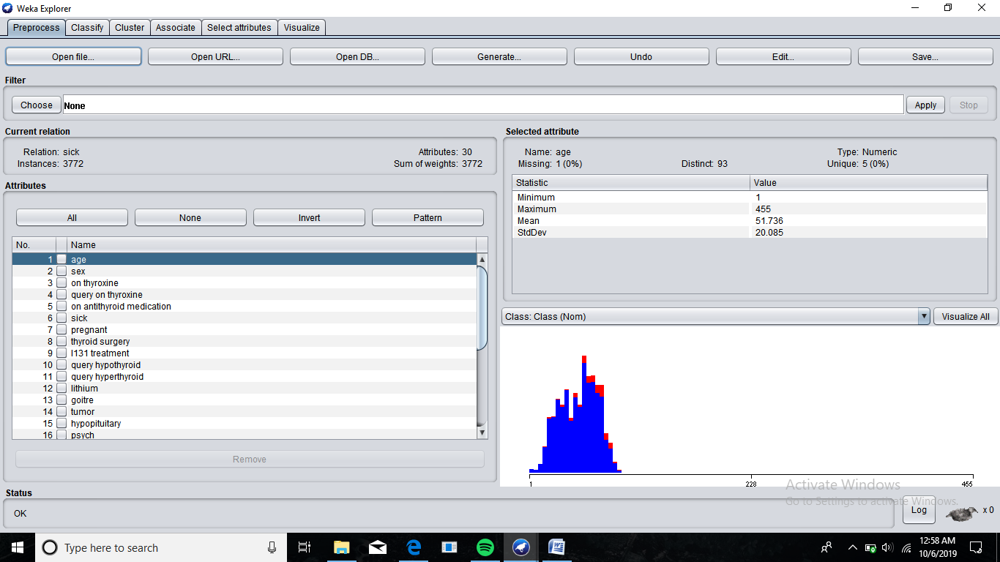 Weka Explorer
Preprocess Classify Cluster Associate Select attributes Visualize
Open file... Open URL... Open DB... Generate... Undo Edit... Save...
Filter
Choose None Apply Stop
Current relation
Relation: sick Attributes: 30
Instances: 3772 Sum of weights: 3772
Attributes
All None Invert Pattern
No. Name
1 age
2 sex
3 on thyroxine
4 query on thyroxine
5 on antithyroid medication
6 sick
7 pregnant
8 thyroid surgery
9 I131 treatment
10 query hypothyroid
11 query hyperthyroid
12 lithium
13 goitre
14 tumor
15 hypopituitary
16 psych
Remove
Selected attribute
Name: age Type: Numeric
Missing: 1 (0%) Distinct: 93 Unique: 5 (0%)
Statistic Value
Minimum 1
Maximum 455
Mean 51.736
StdDev 20.085
Class: Class (Nom) Visualize All
1 228 455
Activate Windows
Go to Settings to activate Windows.
Status
OK Log x 0
Type here to search 12:58 AM
10/6/2019